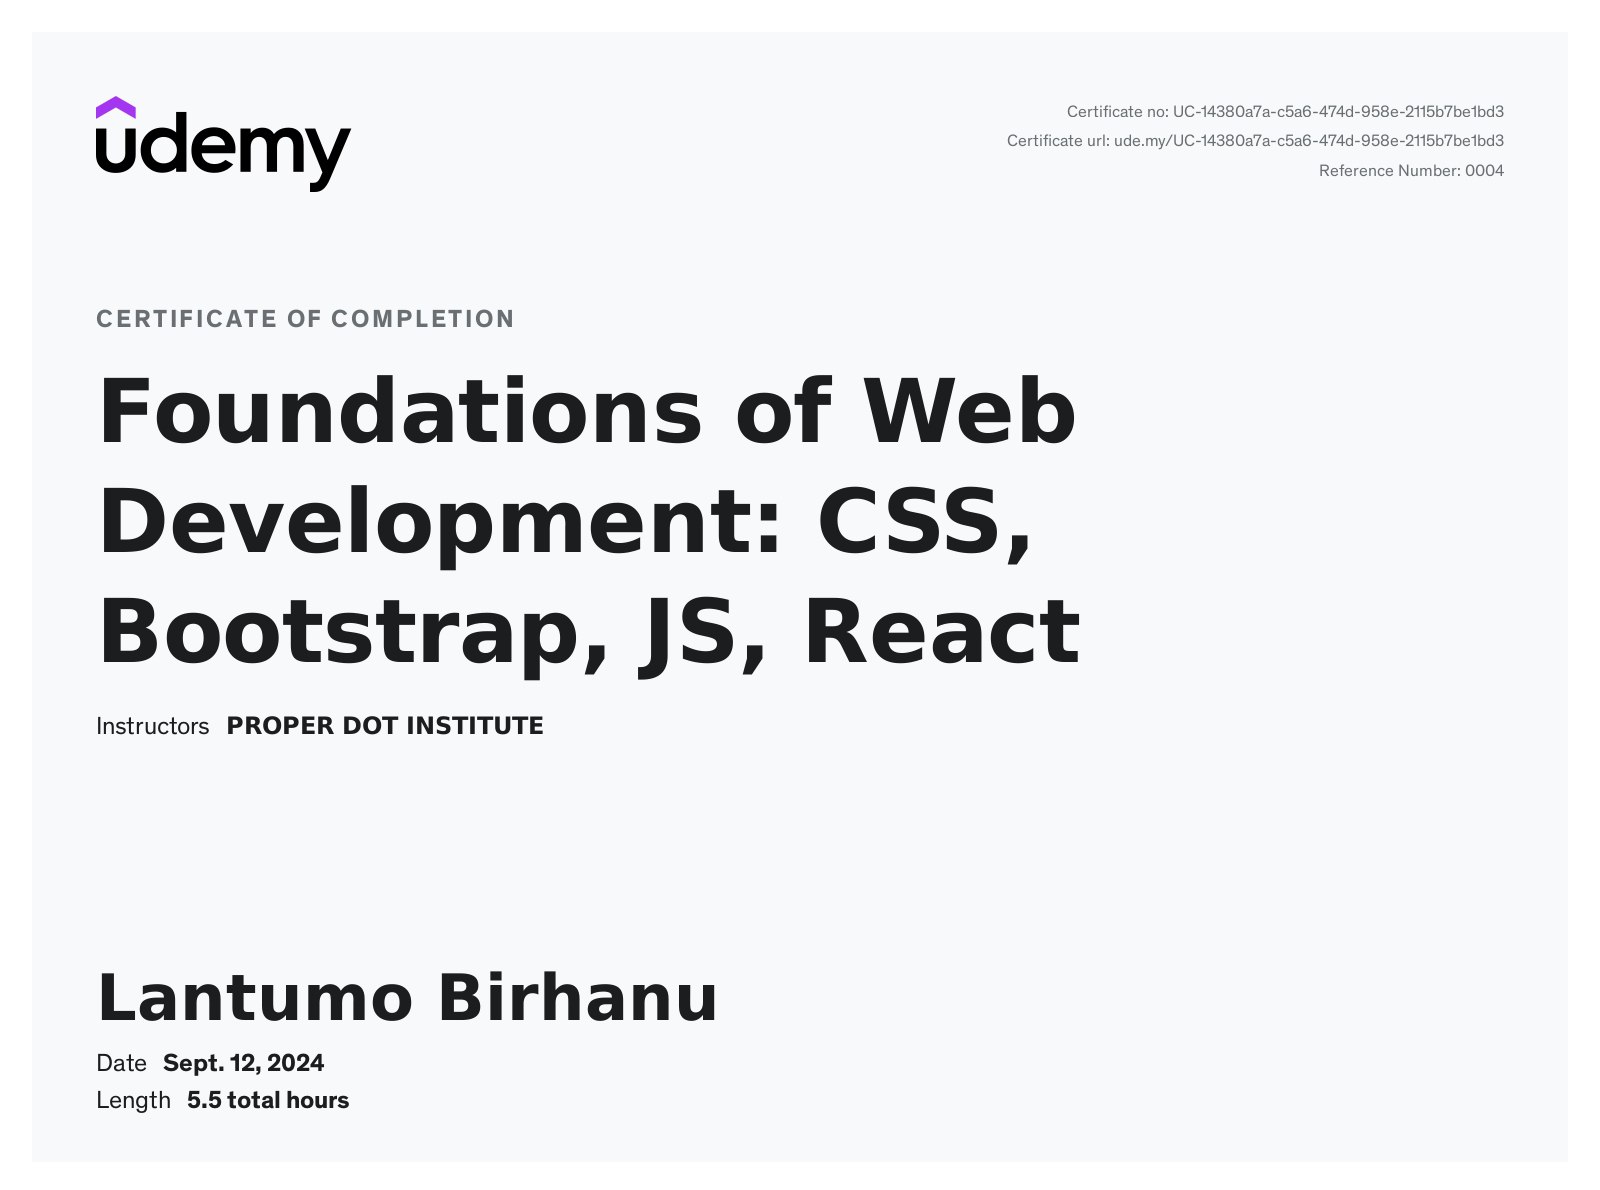 udemy
Certificate no: UC-14380a7a-c5a6-474d-958e-2115b7be1bd3
Certificate url: ude.my/UC-14380a7a-c5a6-474d-958e-2115b7be1bd3
Reference Number: 0004
CERTIFICATE OF COMPLETION
Foundations of Web
Development: CSS,
Bootstrap, JS, React
Instructors PROPER DOT INSTITUTE
Lantumo Birhanu
Date Sept. 12, 2024
Length 5.5 total hours